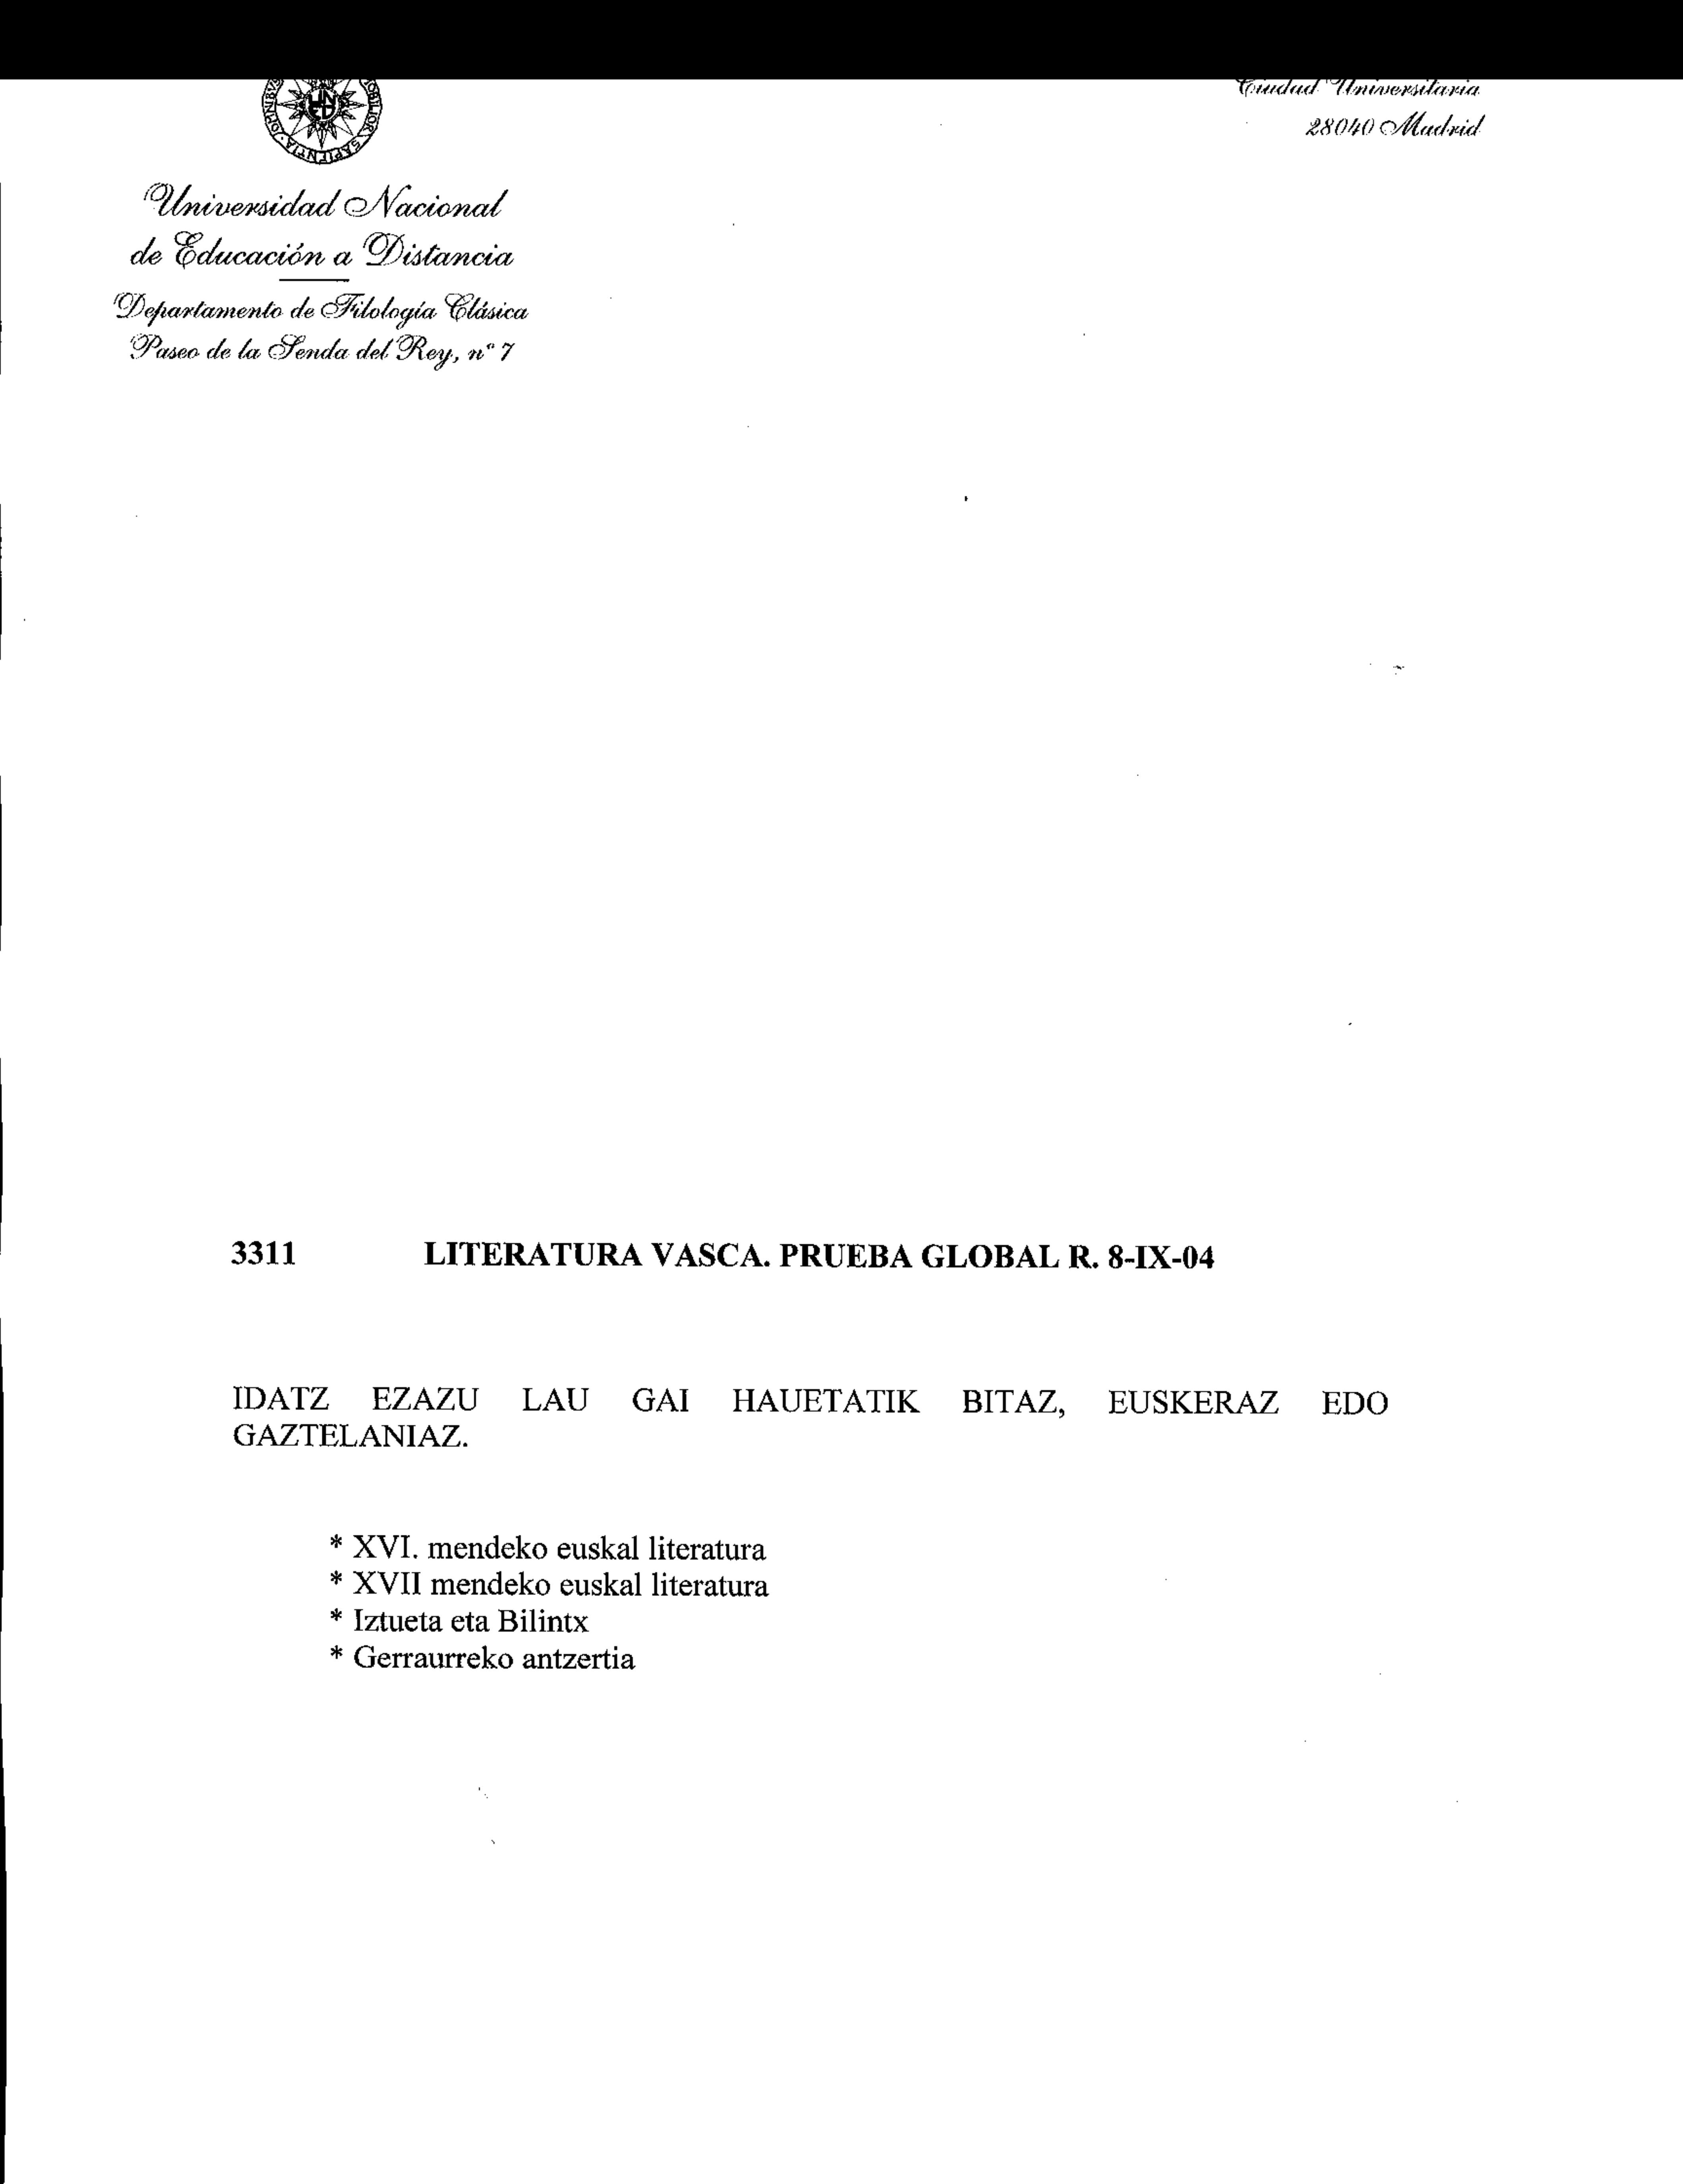 Ciudad Universitaria
28040 Madrid
SAPIENTIA
UNED
Universidad Nacional
de Educación a Distancia
Departamento de Filología Clásica
Paseo de la Senda del Rey, nº 7
3311 LITERATURA VASCA. PRUEBA GLOBAL R. 8-IX-04
IDATZ EZAZU LAU GAI HAUETATIK BITAZ, EUSKERAZ EDO
GAZTELANIAZ.
* XVI. mendeko euskal literatura
* XVII mendeko euskal literatura
* Iztueta eta Bilintx
* Gerraurreko antzertia